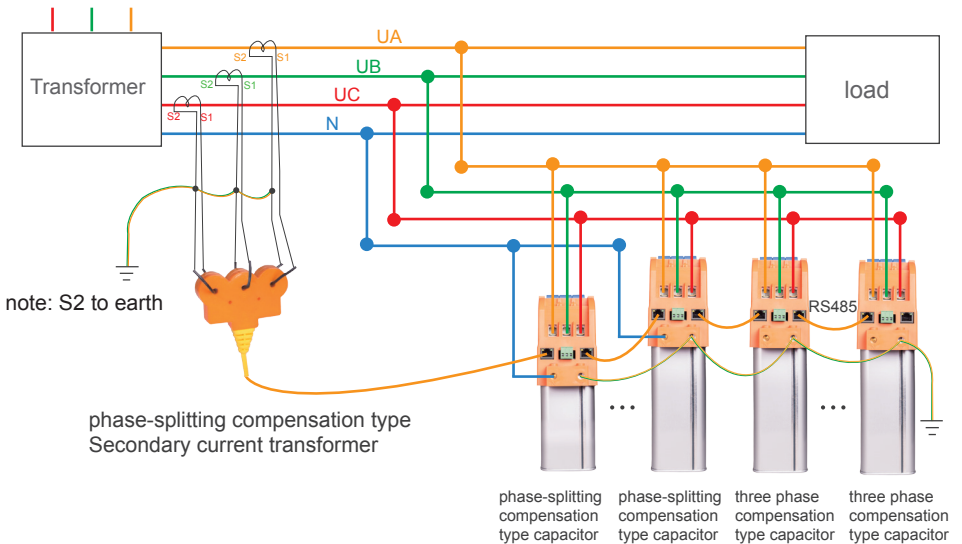 UA
S2 S1
Transformer
UB
S2 S1
load
UC
S2 S1
N
note: S2 to earth
RS485
phase-splitting compensation type
Secondary current transformer
...
...
phase-splitting
compensation
type capacitor
phase-splitting
compensation
type capacitor
three phase
compensation
type capacitor
three phase
compensation
type capacitor